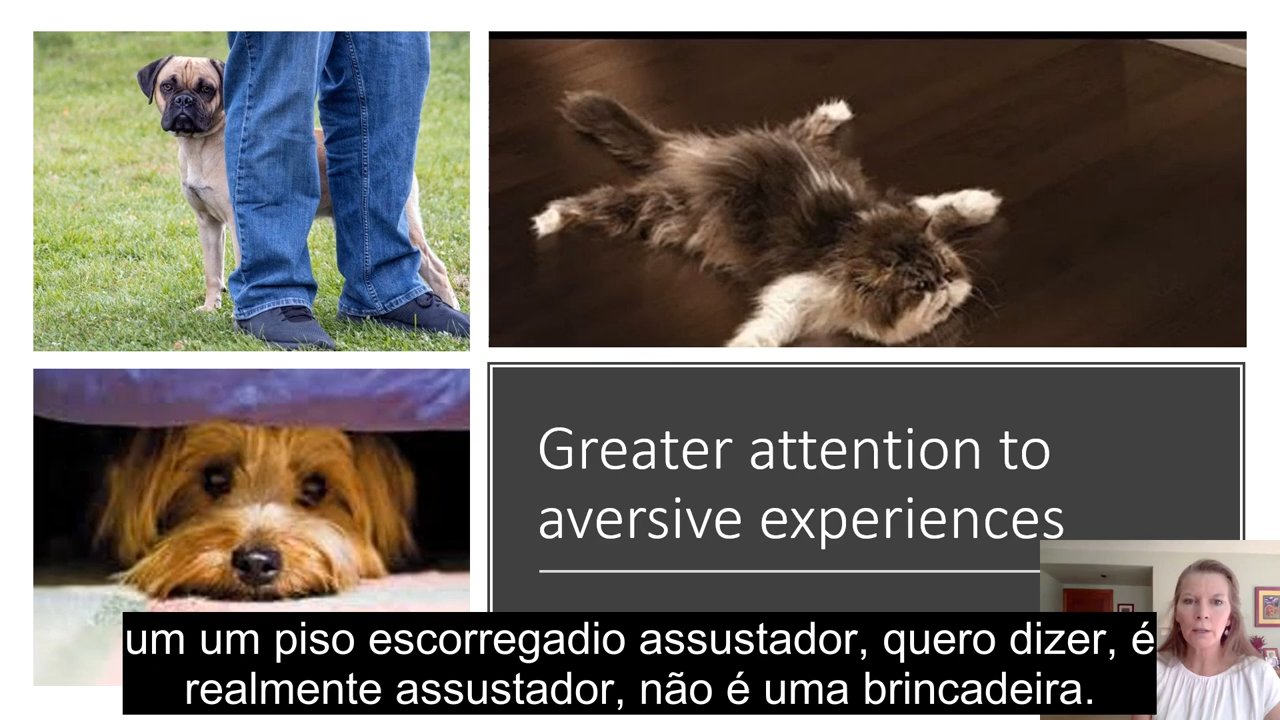 Greater attention to
aversive experiences
um um piso escorregadio assustador, quero dizer, é
realmente assustador, não é uma brincadeira.